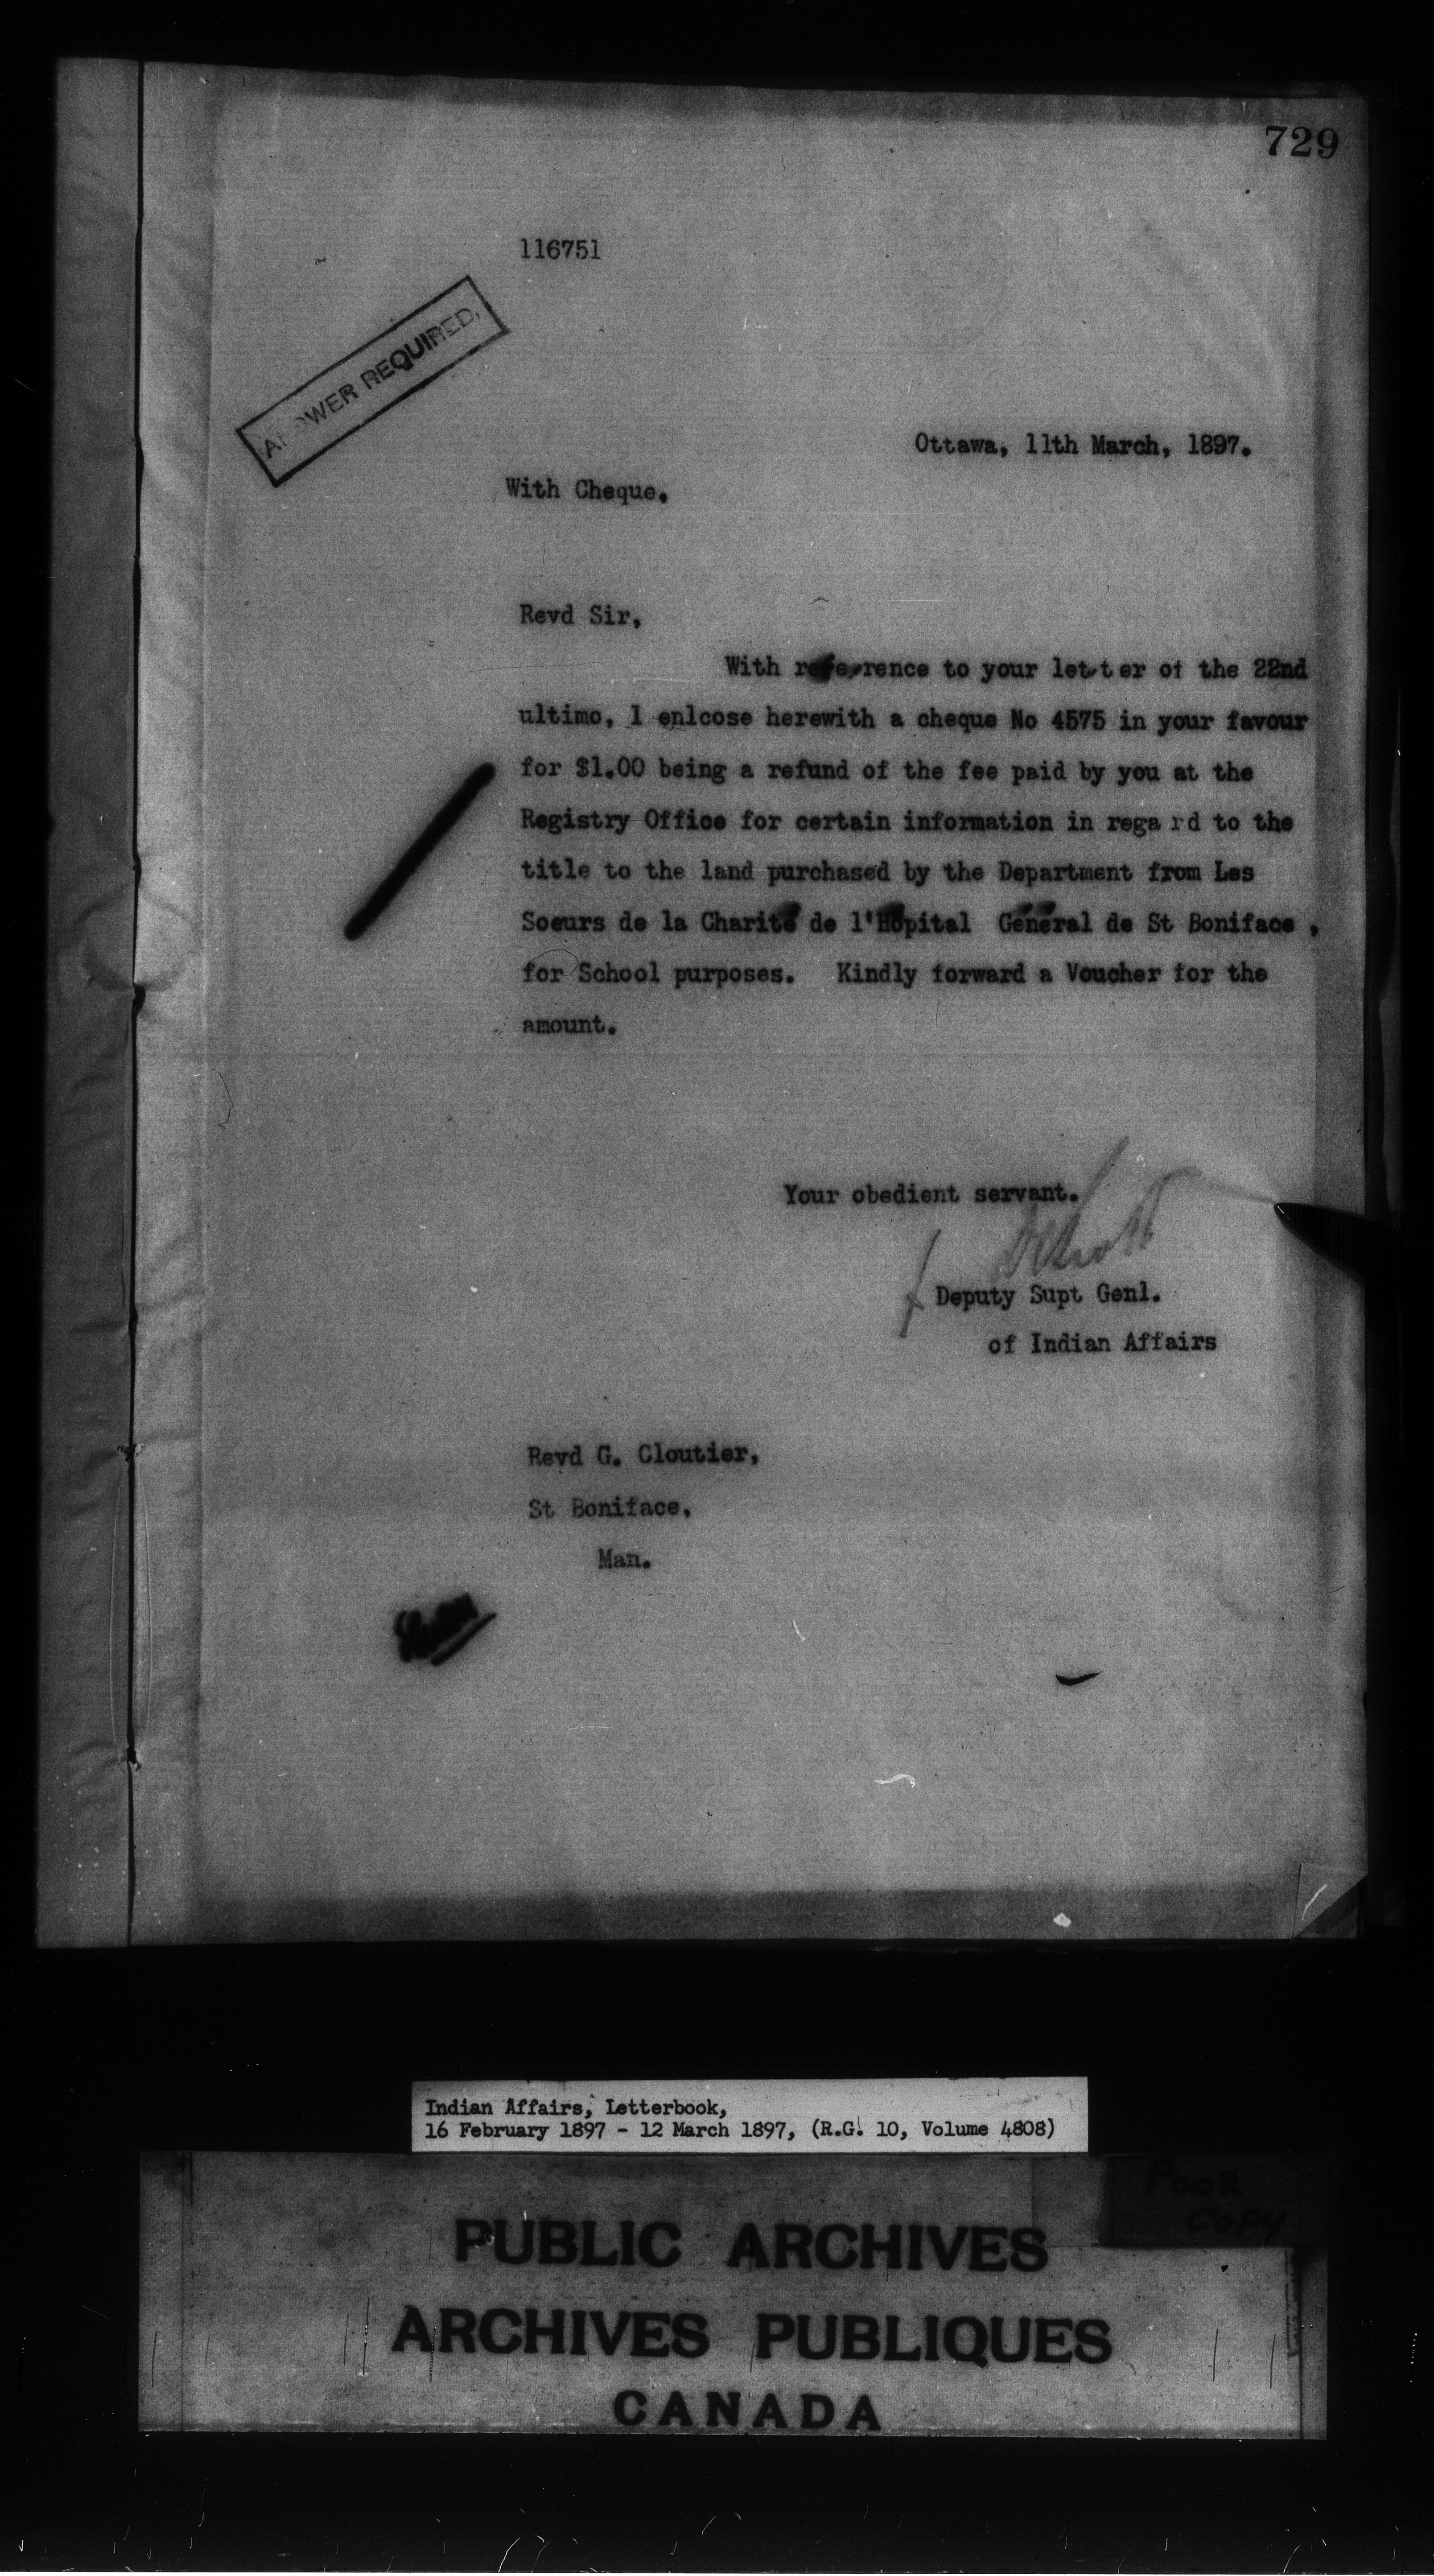 729
116751
ANSWER REQUIRED.
Ottawa, 11th March, 1897.
With Cheque.
Revd Sir,
With reference to your letter of the 22nd
ultimo, I enlcose herewith a cheque No 4575 in your favour
for $1.00 being a refund of the fee paid by you at the
Registry Office for certain information in rega rd to the
title to the land purchased by the Department from Les
Soeurs de la Charité de l'Hôpital Général de St Boniface ,
for School purposes. Kindly forward a Voucher for the
amount.
Your obedient servant.
Deputy Supt Genl.
of Indian Affairs
Revd G. Cloutier,
St Boniface,
Man.
Indian Affairs, Letterbook,
16 February 1897 - 12 March 1897, (R.G. 10, Volume 4808)
POOR
COPY
PUBLIC ARCHIVES
ARCHIVES PUBLIQUES
CANADA